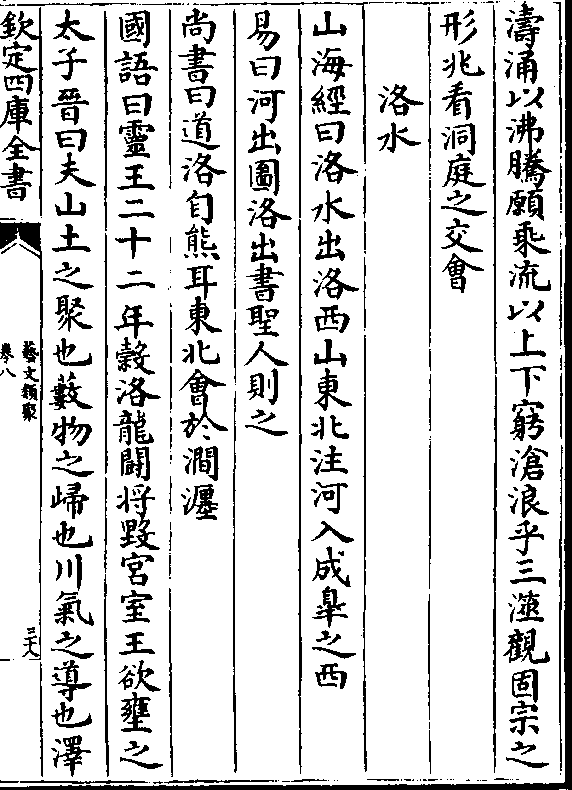 濤涌以沸騰願乘流以上下窮滄浪乎三澨觀固宗之
形兆看洞庭之交會
洛水
山海經曰洛水出洛西山東北注河入成臯之西
易曰河出圖洛出書聖人則之
尚書曰道洛自熊耳東北會於澗瀍
國語曰靈王二十二年穀洛龍鬬将毀宮室王欲壅之
太子晉曰夫山土之聚也藪物之歸也川氣之導也澤
欽定四庫全書
藝文類聚
卷八
三十八